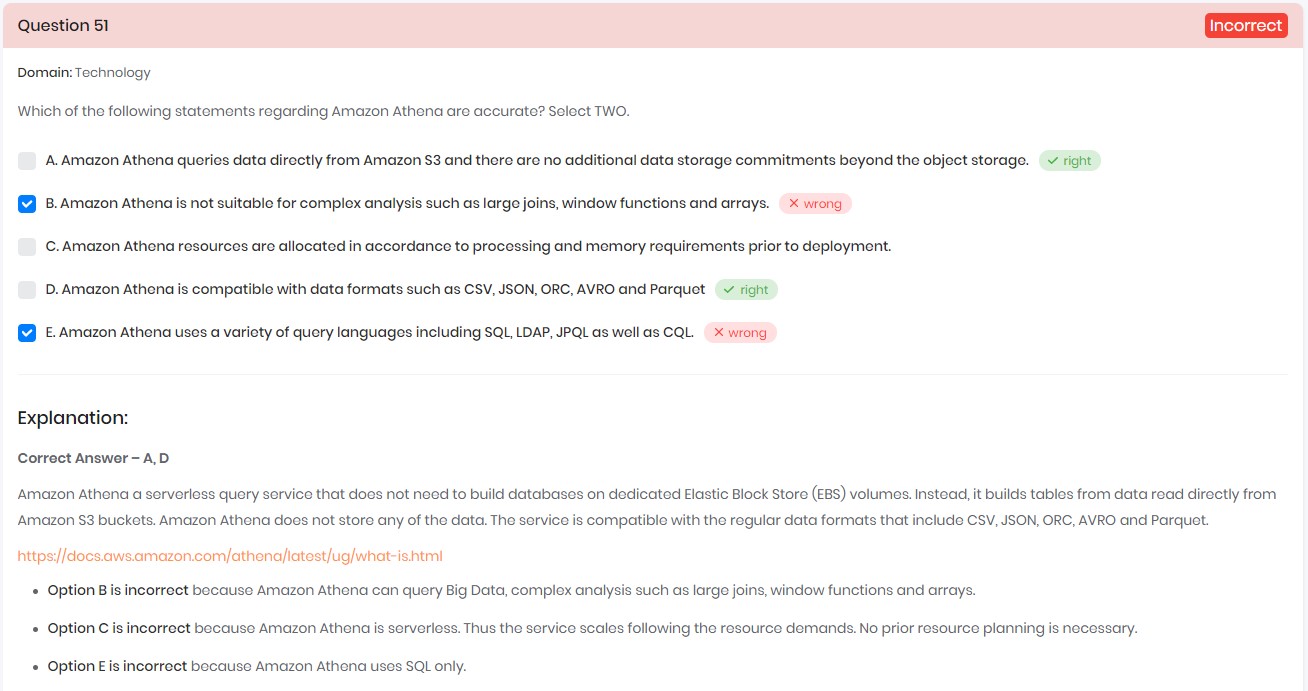 Question 51
Incorrect
Domain: Technology
Which of the following statements regarding Amazon Athena are accurate? Select TWO.
A. Amazon Athena queries data directly from Amazon S3 and there are no additional data storage commitments beyond the object storage.
right
B. Amazon Athena is not suitable for complex analysis such as large joins, window functions and arrays.
wrong
C. Amazon Athena resources are allocated in accordance to processing and memory requirements prior to deployment.
D. Amazon Athena is compatible with data formats such as CSV, JSON, ORC, AVRO and Parquet
right
E. Amazon Athena uses a variety of query languages including SQL, LDAP, JPQL as well as CQL.
wrong
Explanation:
Correct Answer – A, D
Amazon Athena a serverless query service that does not need to build databases on dedicated Elastic Block Store (EBS) volumes. Instead, it builds tables from data read directly from
Amazon S3 buckets. Amazon Athena does not store any of the data. The service is compatible with the regular data formats that include CSV, JSON, ORC, AVRO and Parquet.
https://docs.aws.amazon.com/athena/latest/ug/what-is.html
• Option B is incorrect because Amazon Athena can query Big Data, complex analysis such as large joins, window functions and arrays.
• Option C is incorrect because Amazon Athena is serverless. Thus the service scales following the resource demands. No prior resource planning is necessary.
• Option E is incorrect because Amazon Athena uses SQL only.